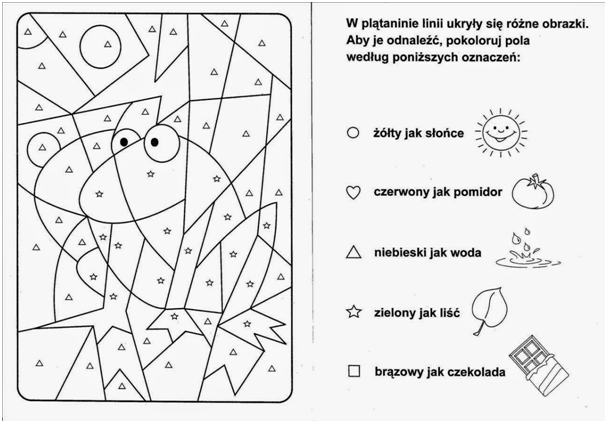 W plątaninie linii ukryły się różne obrazki.
Aby je odnaleźć, pokoloruj pola
według poniższych oznaczeń:
żółty jak słońce
czerwony jak pomidor
niebieski jak woda
zielony jak liść
brązowy jak czekolada